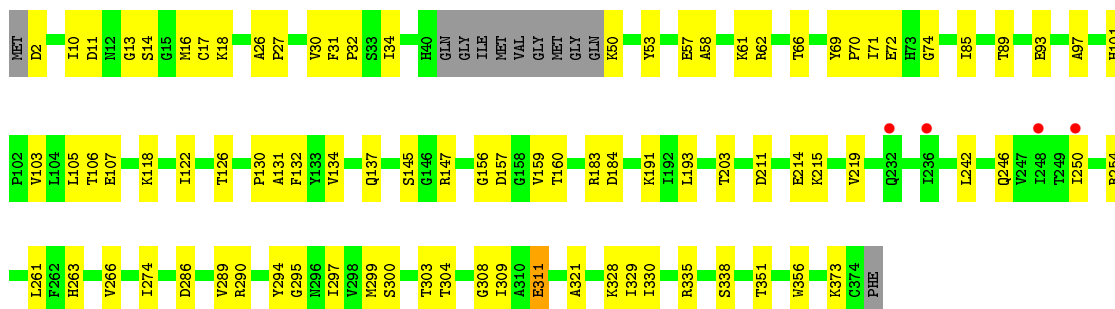 MET D2 I10 D11 N12 G13 S14 G15 M16 C17 K18 A26 P27 V30 F31 P32 S33 I34 H40 GLN GLY ILE MET VAL GLY MET GLY GLN K50 Y53 E57 A58 K61 R62 T66 Y69 P70 I71 E72 H73 G74 I85 T89 E93 A97 H101
P102 V103 L104 L105 T106 E107 K118 I122 T126 P130 A131 F132 Y133 V134 Q137 S145 G146 R147 G156 D157 G158 V159 T160 R183 D184 K191 I192 L193 T203 D211 E214 K215 V219 Q232 I236 L242 Q246 V247 I248 T249 I250 R254
L261 F262 H263 V266 I274 D286 V289 R290 Y294 G295 N296 I297 V298 M299 S300 T303 T304 G308 I309 A310 E311 A321 K328 I329 I330 R335 S338 T351 W356 K373 C374 PHE